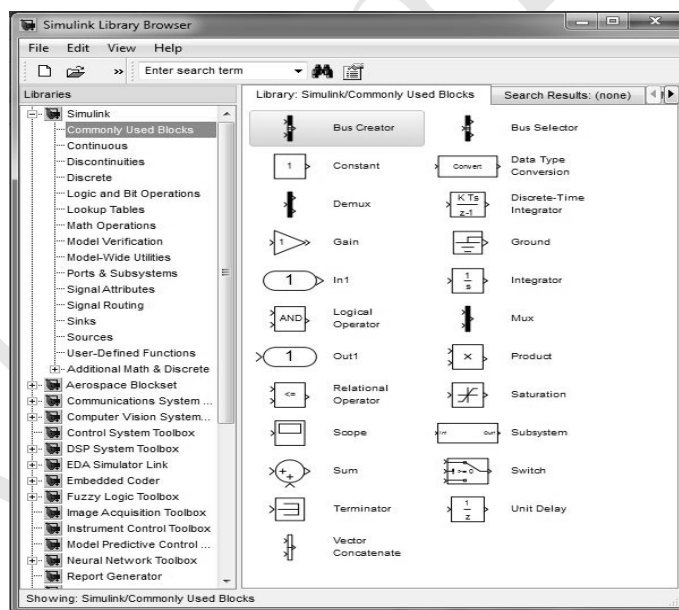 Simulink Library Browser
File Edit View Help
» Enter search term
Libraries
Library: Simulink/Commonly Used Blocks
Search Results: (none)
Simulink
Commonly Used Blocks
Continuous
Discontinuities
Discrete
Logic and Bit Operations
Lookup Tables
Math Operations
Model Verification
Model-Wide Utilities
Ports & Subsystems
Signal Attributes
Signal Routing
Sinks
Sources
User-Defined Functions
Additional Math & Discrete
Aerospace Blockset
Communications System ...
Computer Vision System...
Control System Toolbox
DSP System Toolbox
EDA Simulator Link
Embedded Coder
Fuzzy Logic Toolbox
Image Acquisition Toolbox
Instrument Control Toolbox
Model Predictive Control ...
Neural Network Toolbox
Report Generator
Bus Creator
Bus Selector
1 Constant
Convert Data Type
Conversion
Demux
K Ts
z-1
Discrete-Time
Integrator
1 Gain
Ground
1 In1
1
s
Integrator
AND Logical
Operator
Mux
1 Out1
× Product
<= Relational
Operator
Saturation
Scope
Subsystem
+ + Sum
Switch
Terminator
1
z
Unit Delay
Vector
Concatenate
Showing: Simulink/Commonly Used Blocks